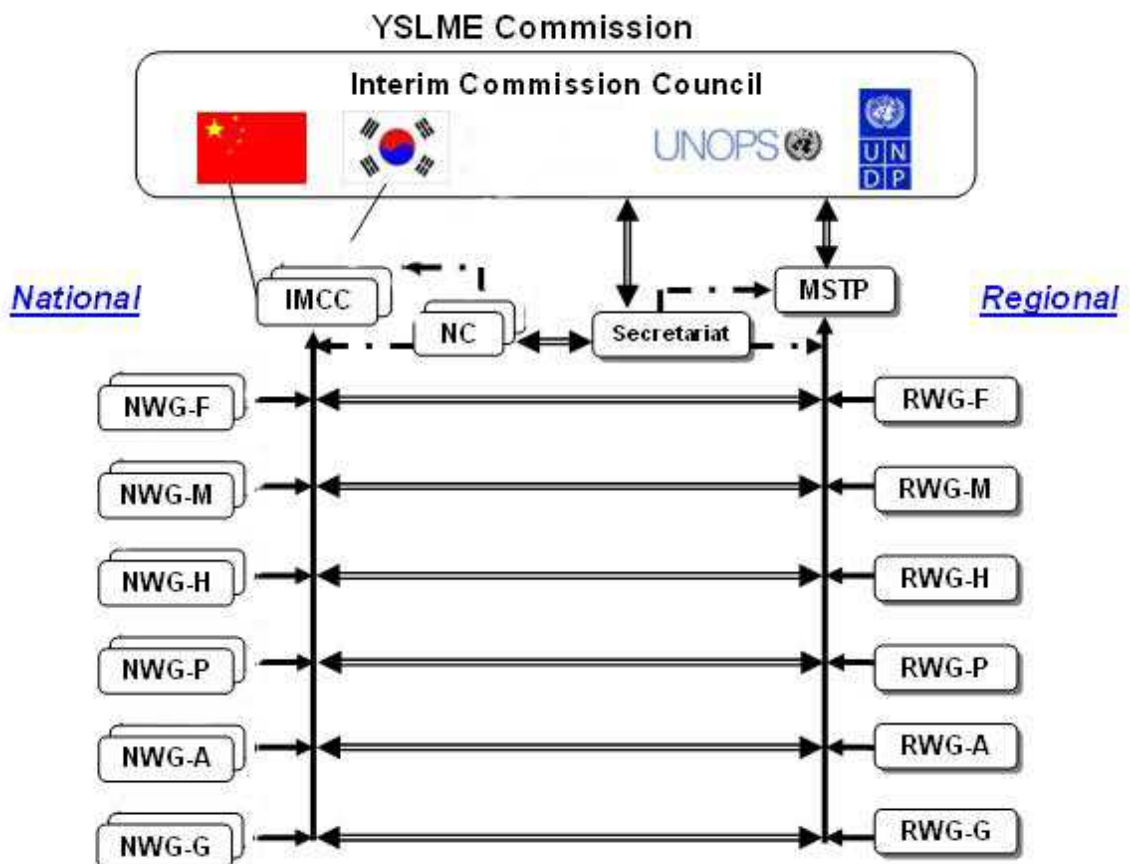 YSLME Commission
Interim Commission Council
UNOPS
UN
DP
National
IMCC
MSTP
Regional
NC
Secretariat
NWG-F
RWG-F
NWG-M
RWG-M
NWG-H
RWG-H
NWG-P
RWG-P
NWG-A
RWG-A
NWG-G
RWG-G